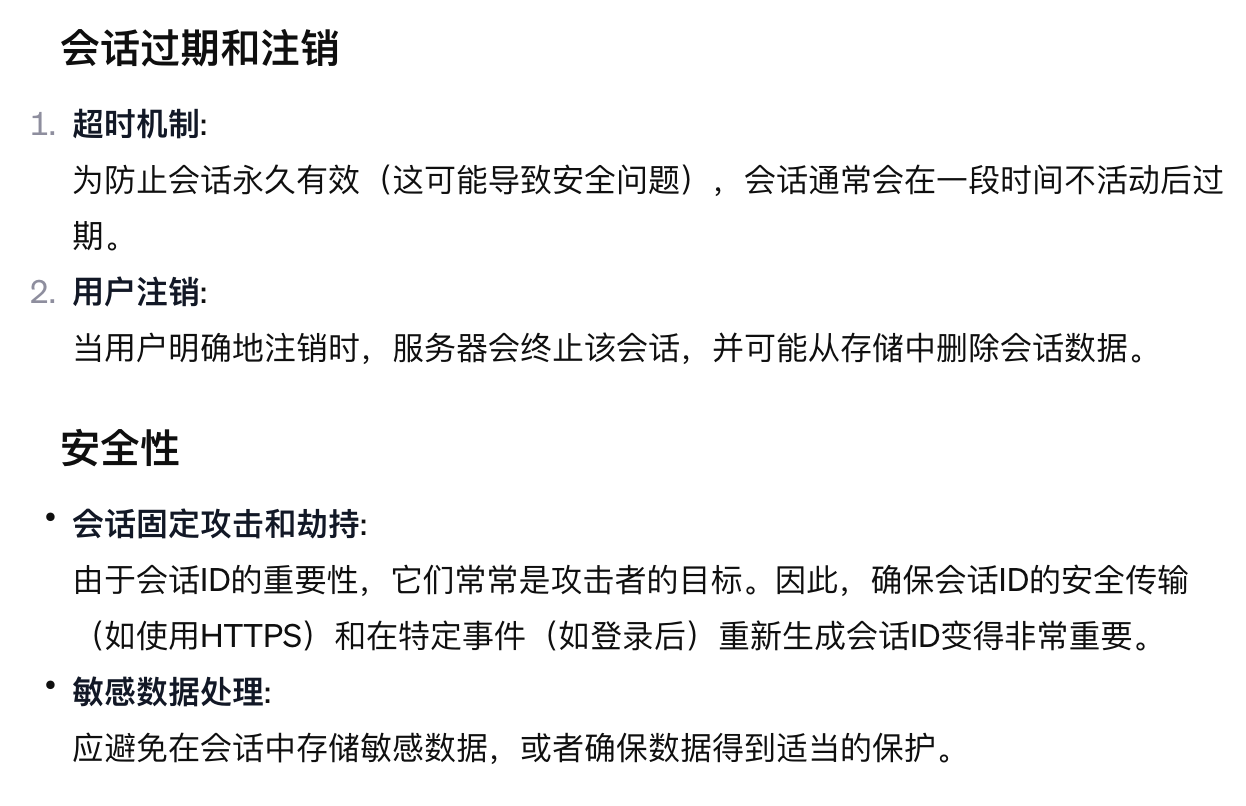 会话过期和注销
1. 超时机制:
为防止会话永久有效（这可能导致安全问题），会话通常会在一段时间不活动后过
期。
2. 用户注销:
当用户明确地注销时，服务器会终止该会话，并可能从存储中删除会话数据。
安全性
• 会话固定攻击和劫持:
由于会话ID的重要性，它们常常是攻击者的目标。因此，确保会话ID的安全传输
（如使用HTTPS）和在特定事件（如登录后）重新生成会话ID变得非常重要。
• 敏感数据处理:
应避免在会话中存储敏感数据，或者确保数据得到适当的保护。